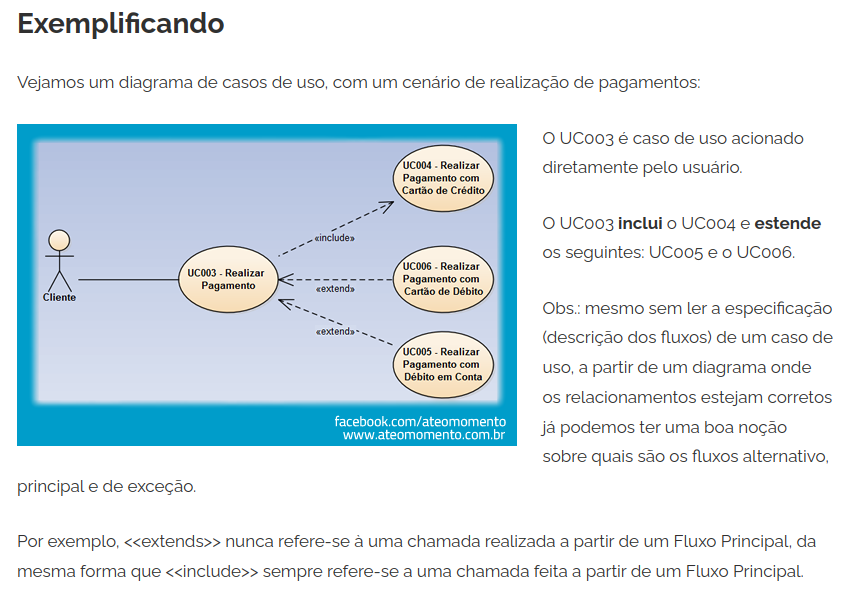 Exemplificando
Vejamos um diagrama de casos de uso, com um cenário de realização de pagamentos:
UC004 - Realizar
Pagamento com
Cartão de Crédito
«include»
UC003 - Realizar
Pagamento
UC006 - Realizar
Pagamento com
Cartão de Débito
«extend»
Cliente
«extend»
UC005 - Realizar
Pagamento com
Débito em Conta
facebook.com/ateomomento
www.ateomomento.com.br
O UC003 é caso de uso acionado
diretamente pelo usuário.
O UC003 inclui o UC004 e estende
os seguintes: UC005 e o UC006.
Obs.: mesmo sem ler a especificação
(descrição dos fluxos) de um caso de
uso, a partir de um diagrama onde
os relacionamentos estejam corretos
já podemos ter uma boa noção
sobre quais são os fluxos alternativo,
principal e de exceção.
Por exemplo, <<extends>> nunca refere-se à uma chamada realizada a partir de um Fluxo Principal, da
mesma forma que <<include>> sempre refere-se a uma chamada feita a partir de um Fluxo Principal.